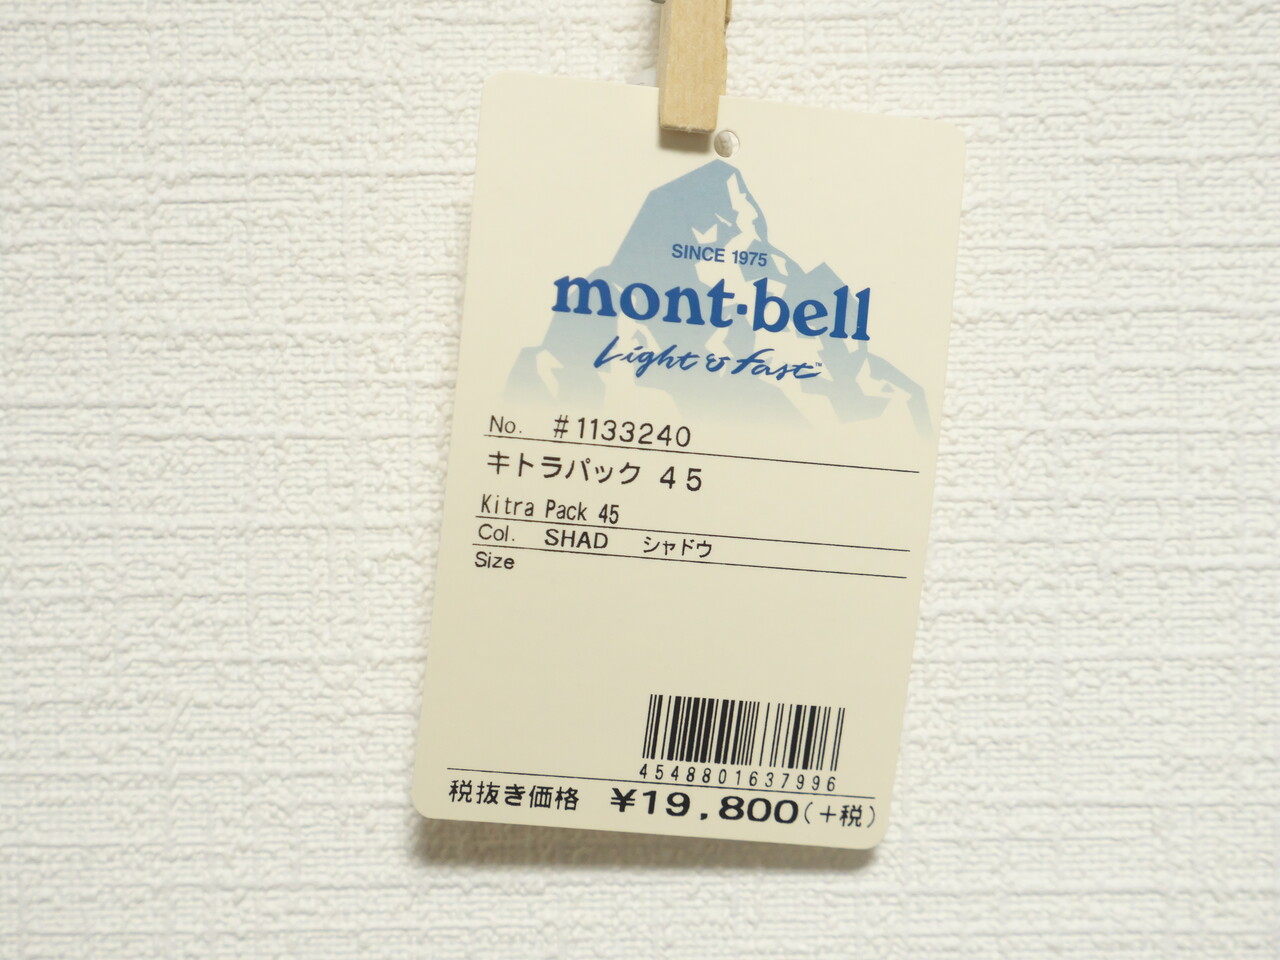 SINCE 1975
mont·bell
Light & Fast™
No. #1133240
キトラパック 45
Kitra Pack 45
Col. SHAD シャドウ
Size
4548801637996
税抜き価格 ¥19,800(+税)